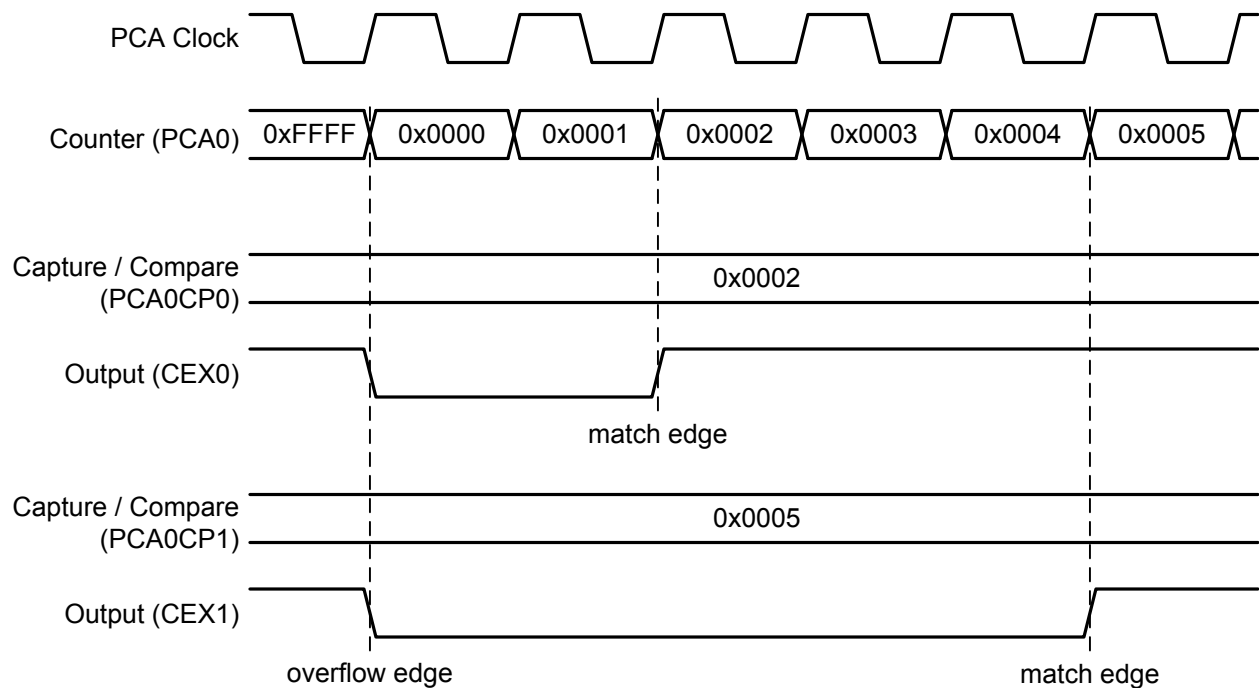 PCA Clock
Counter (PCA0) 0xFFFF 0x0000 0x0001 0x0002 0x0003 0x0004 0x0005
Capture / Compare
(PCA0CP0)
0x0002
Output (CEX0)
match edge
Capture / Compare
(PCA0CP1)
0x0005
Output (CEX1)
overflow edge
match edge